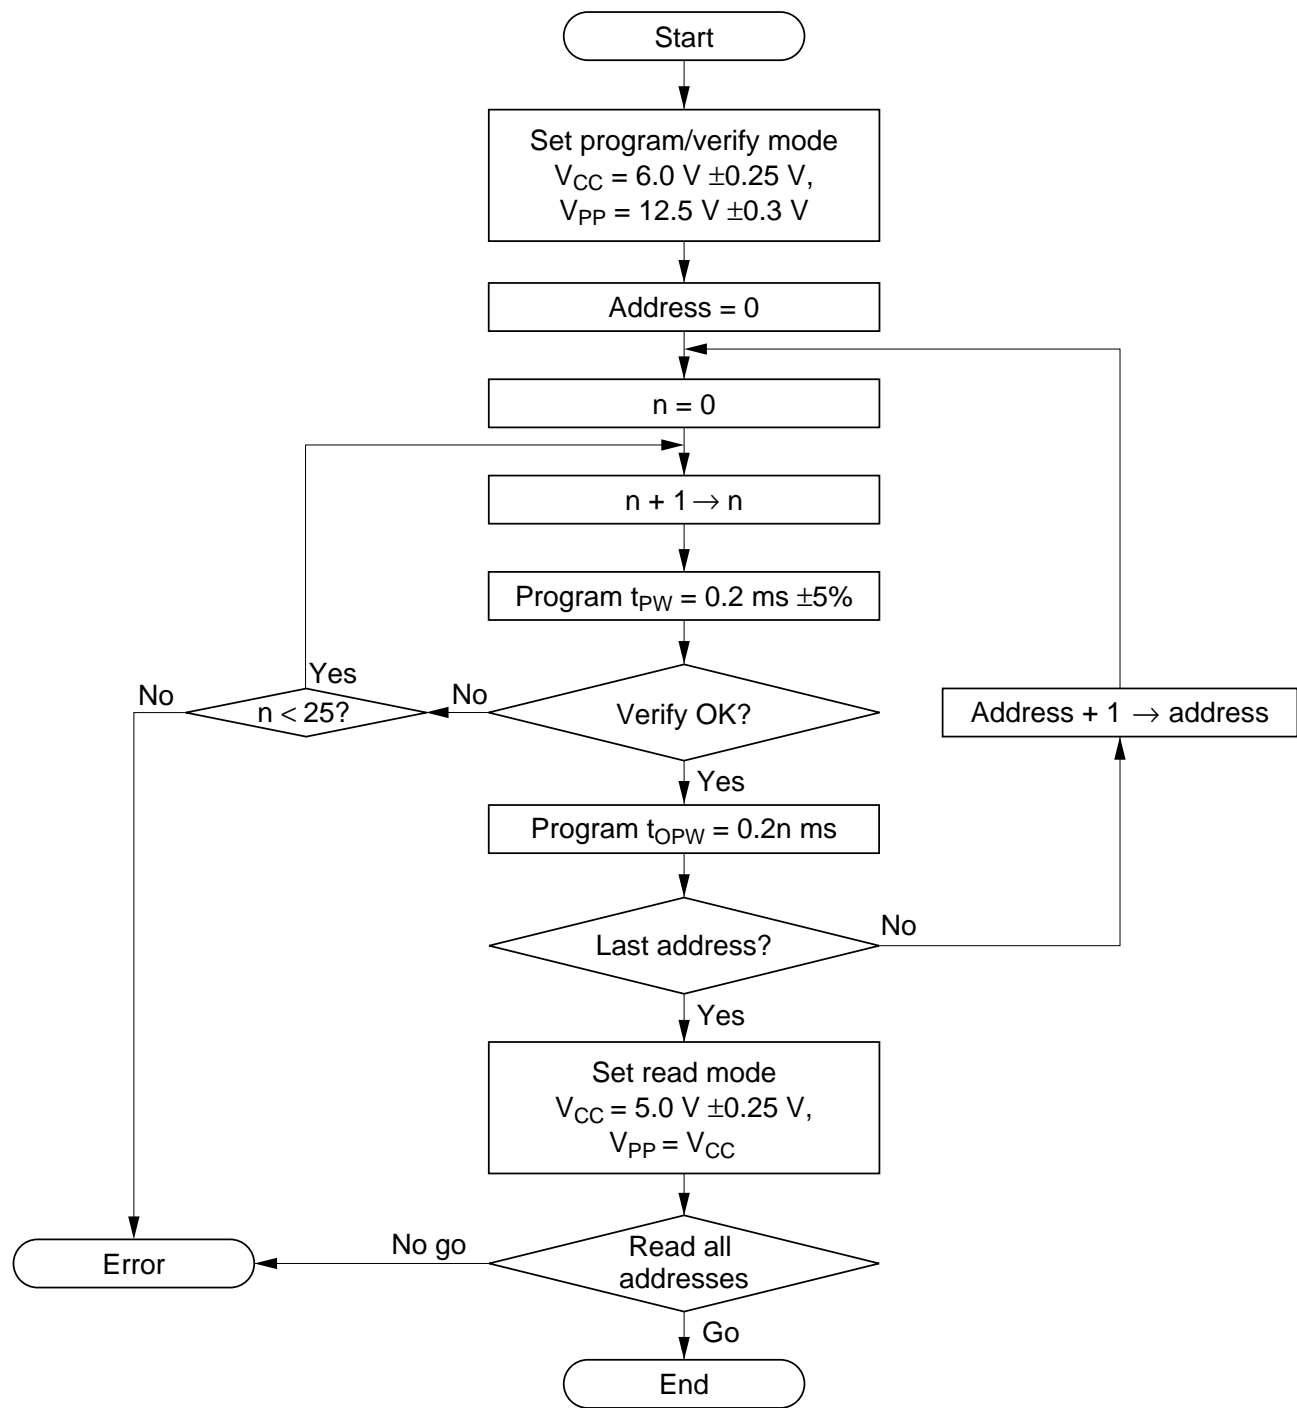 Start
Set program/verify mode
VCC = 6.0 V ±0.25 V,
VPP = 12.5 V ±0.3 V
Address = 0
n = 0
n + 1 → n
Program tPW = 0.2 ms ±5%
Yes
No
n < 25?
No
Verify OK?
Address + 1 → address
Yes
Program tOPW = 0.2n ms
Last address?
No
Yes
Set read mode
VCC = 5.0 V ±0.25 V,
VPP = VCC
Error
No go
Read all
addresses
Go
End